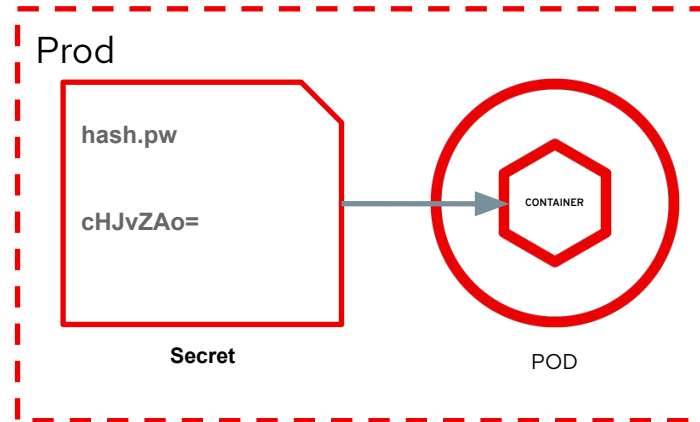 Prod
hash.pw
cHJvZAo=
CONTAINER
Secret
POD